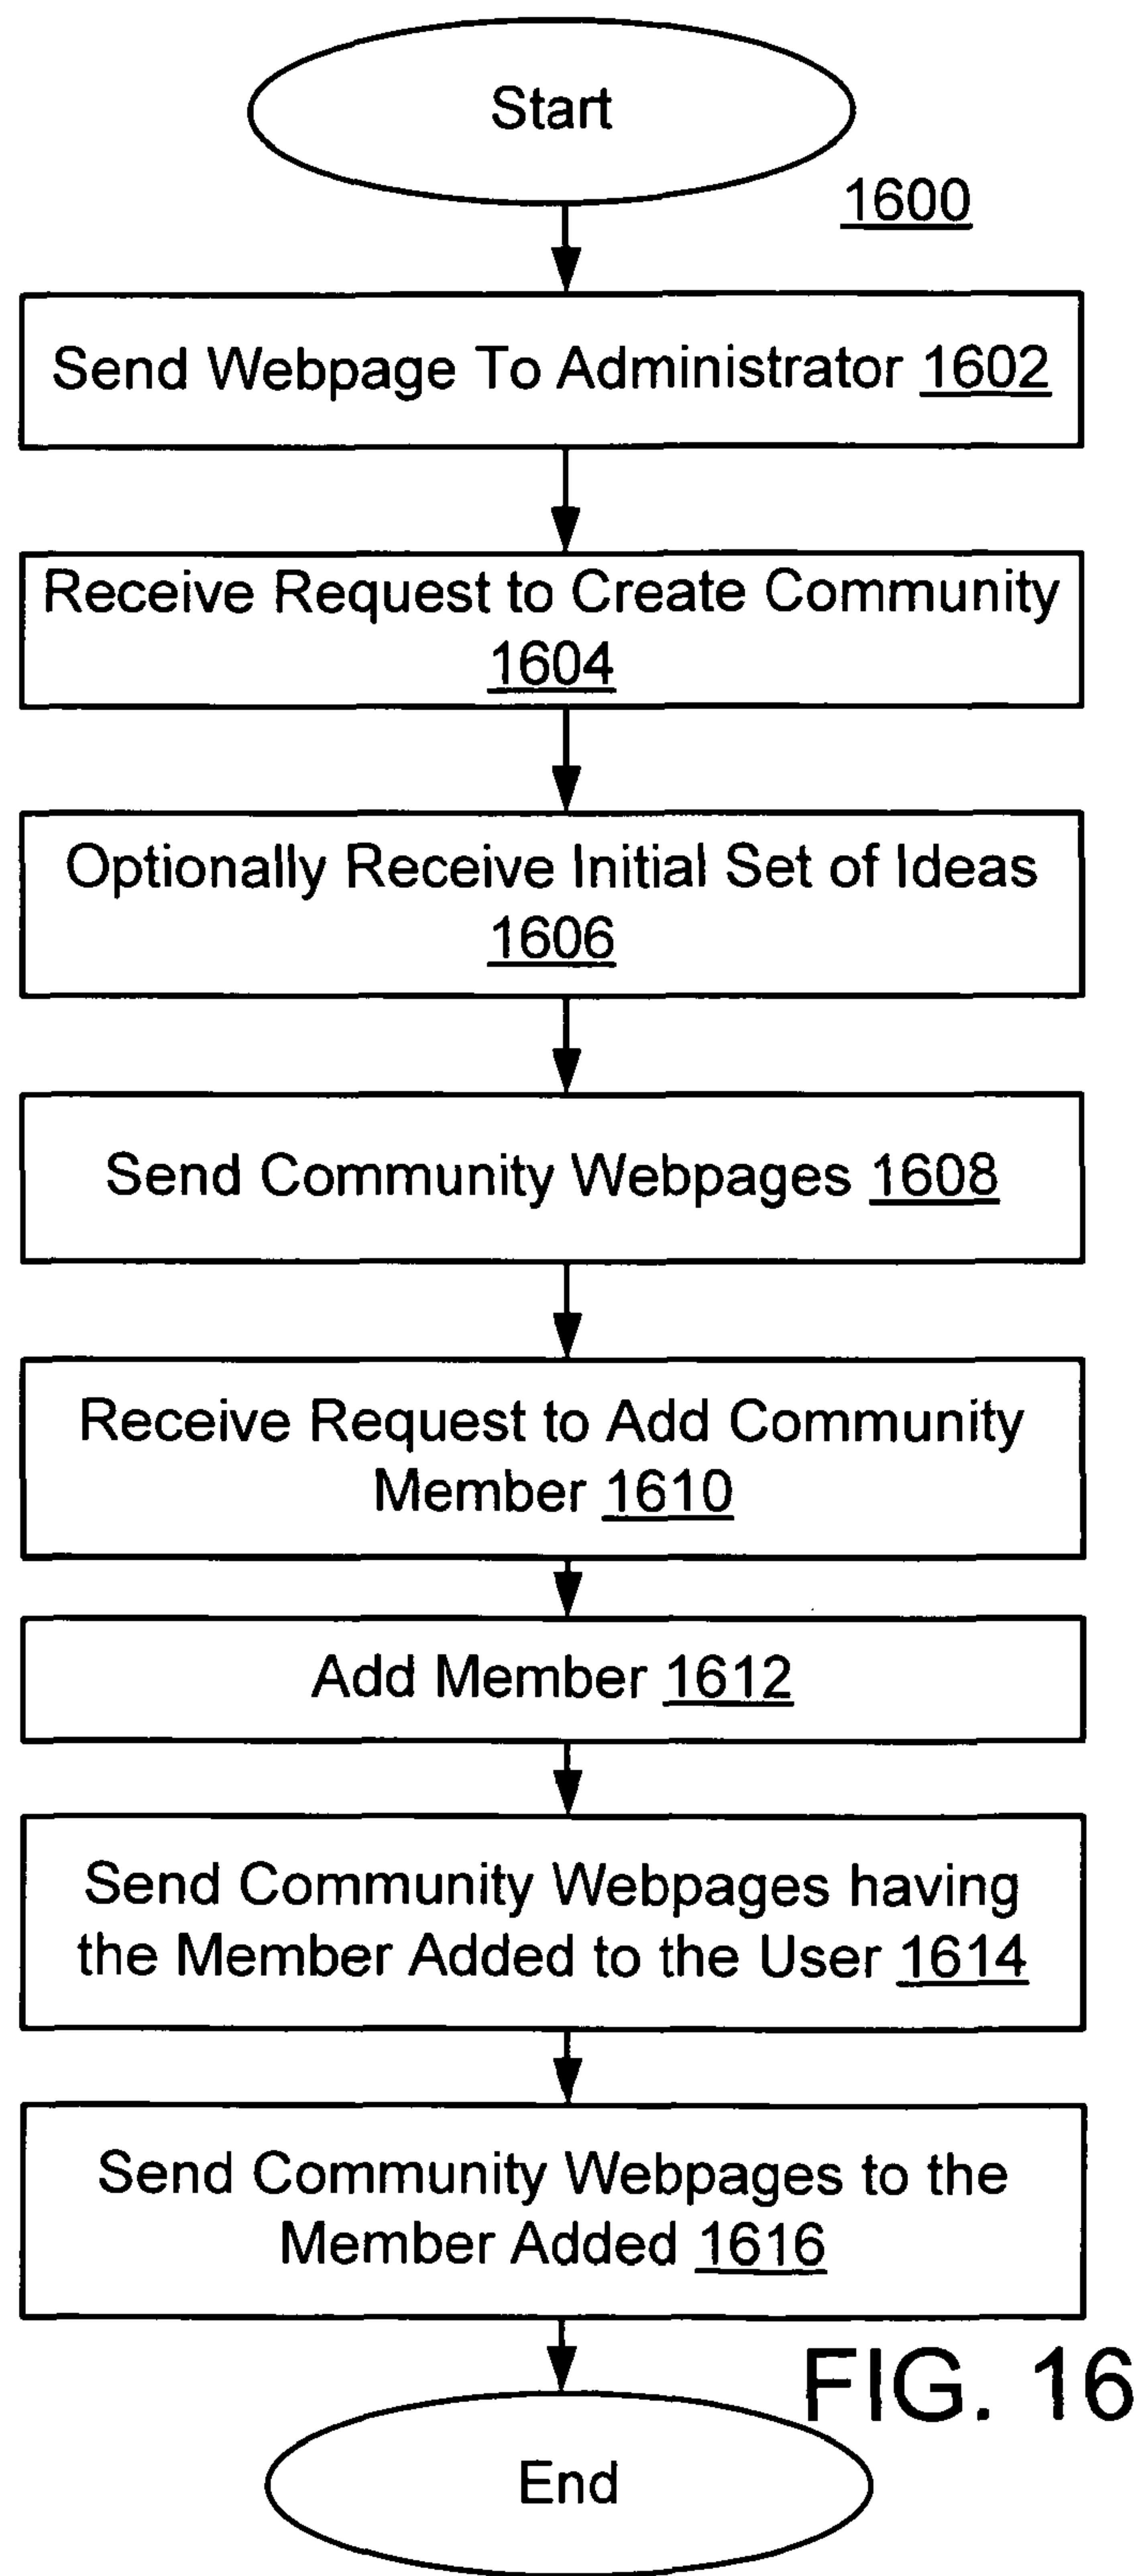 Start
1600
Send Webpage To Administrator 1602
Receive Request to Create Community
1604
Optionally Receive Initial Set of Ideas
1606
Send Community Webpages 1608
Receive Request to Add Community
Member 1610
Add Member 1612
Send Community Webpages having
the Member Added to the User 1614
Send Community Webpages to the
Member Added 1616
FIG. 16
End